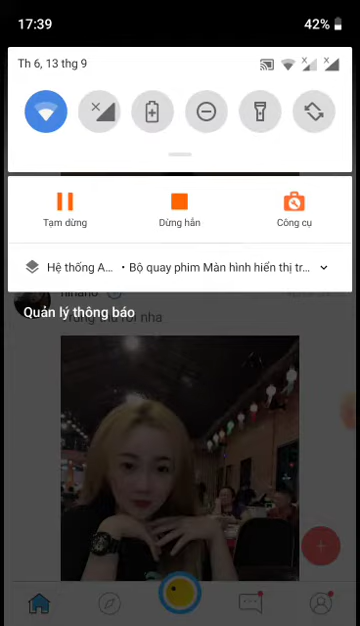 17:39
42%
Th 6, 13 thg 9
Tạm dừng
Dừng hẳn
Công cụ
Hệ thống A... • Bộ quay phim Màn hình hiển thị tr...
Quản lý thông báo
nha